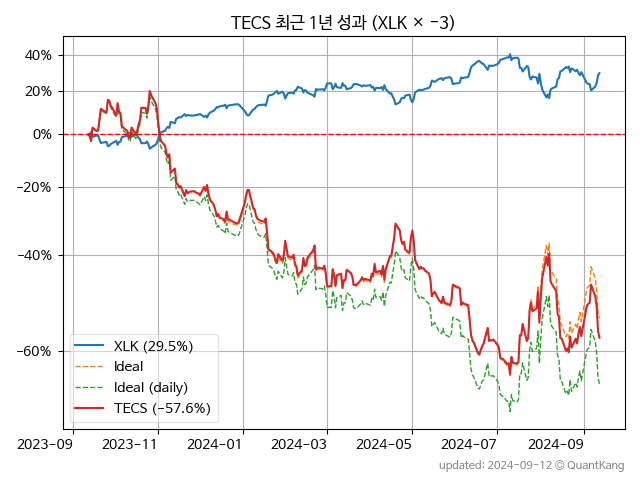 TECS 최근 1년 성과 (XLK × −3)
40%
20%
0%
−20%
−40%
−60%
XLK (29.5%)
Ideal
Ideal (daily)
TECS (−57.6%)
2023-09 2023-11 2024-01 2024-03 2024-05 2024-07 2024-09
updated: 2024-09-12 © QuantKang